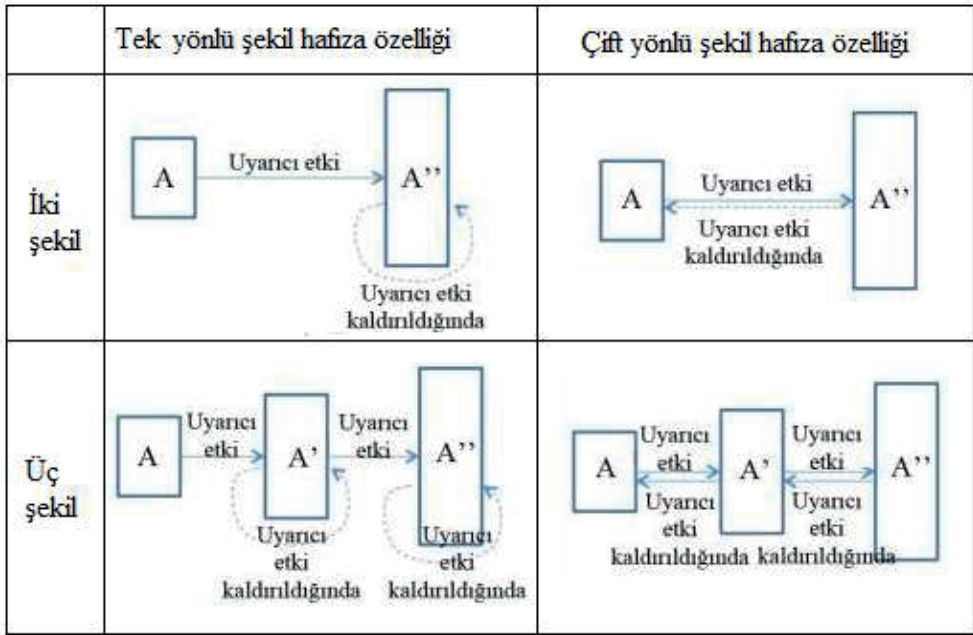 Tek yönlü şekil hafıza özelliği
Çift yönlü şekil hafıza özelliği
İki
şekil
A
Uyarıcı etki
A’’
Uyarıcı etki
kaldırıldığında
A
Uyarıcı etki
Uyarıcı etki
kaldırıldığında
A’’
Üç
şekil
A
Uyarıcı
etki
A’
Uyarıcı
etki
A’’
Uyarıcı
etki
kaldırıldığında
Uyarıcı
etki
kaldırıldığında
A
Uyarıcı
etki
Uyarıcı
etki
kaldırıldığında
A’
Uyarıcı
etki
Uyarıcı
etki
kaldırıldığında
A’’